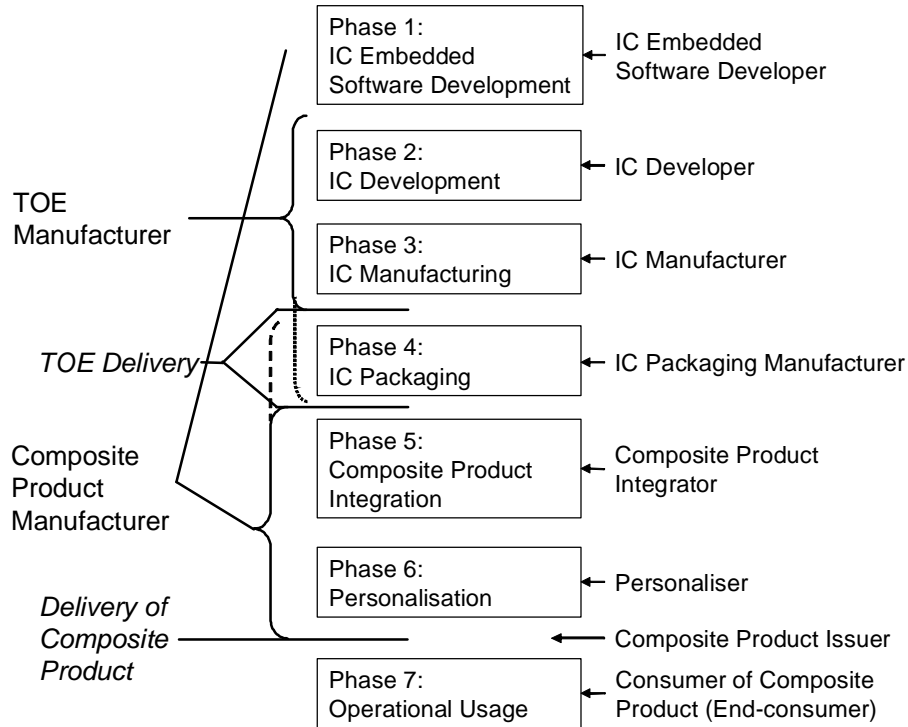 Phase 1:
IC Embedded
Software Development
IC Embedded
Software Developer
Phase 2:
IC Development
IC Developer
TOE
Manufacturer
Phase 3:
IC Manufacturing
IC Manufacturer
TOE Delivery
Phase 4:
IC Packaging
IC Packaging Manufacturer
Composite
Product
Manufacturer
Phase 5:
Composite Product
Integration
Composite Product
Integrator
Phase 6:
Personalisation
Personaliser
Delivery of
Composite
Product
Composite Product Issuer
Phase 7:
Operational Usage
Consumer of Composite
Product (End-consumer)